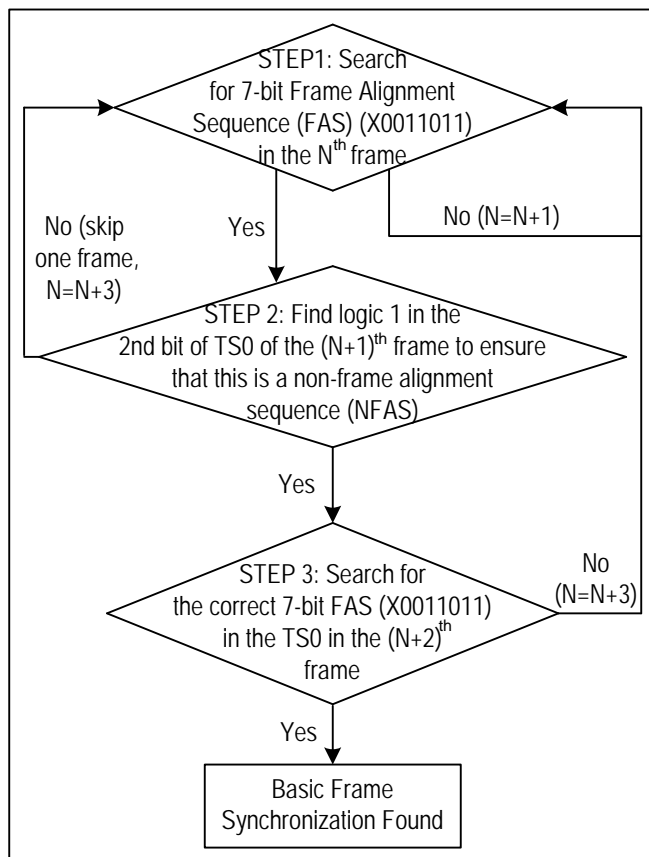 STEP1: Search
for 7-bit Frame Alignment
Sequence (FAS) (X0011011)
in the Nth frame
No (N=N+1)
Yes
No (skip
one frame,
N=N+3)
STEP 2: Find logic 1 in the
2nd bit of TS0 of the (N+1)th frame to ensure
that this is a non-frame alignment
sequence (NFAS)
Yes
STEP 3: Search for
the correct 7-bit FAS (X0011011)
in the TS0 in the (N+2)th
frame
No
(N=N+3)
Yes
Basic Frame
Synchronization Found